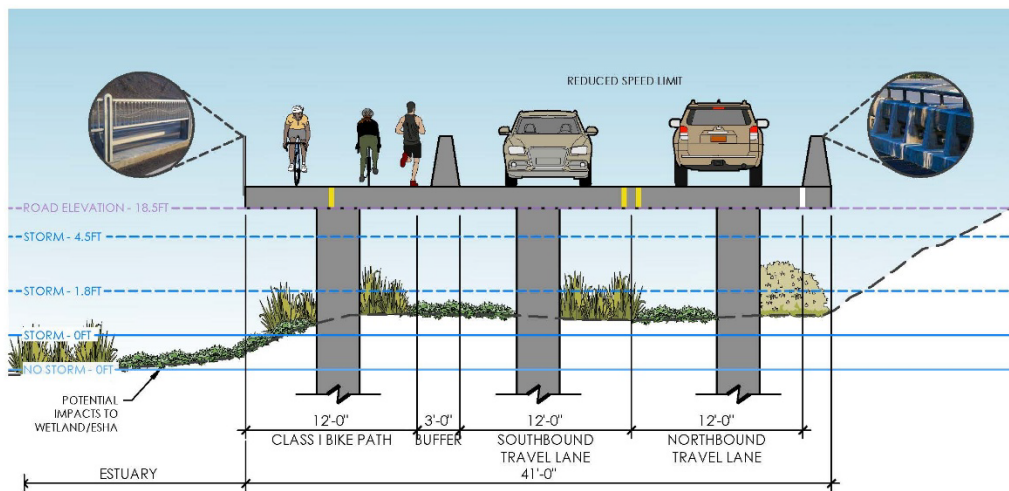 REDUCED SPEED LIMIT
ROAD ELEVATION - 18.5FT
STORM - 4.5FT
STORM - 1.8FT
STORM - 0FT
NO STORM - 0FT
POTENTIAL
IMPACTS TO
WETLAND/ESHA
12'-0"
3'-0"
12'-0"
12'-0"
CLASS I BIKE PATH
BUFFER
SOUTHBOUND
TRAVEL LANE
NORTHBOUND
TRAVEL LANE
ESTUARY
41'-0"